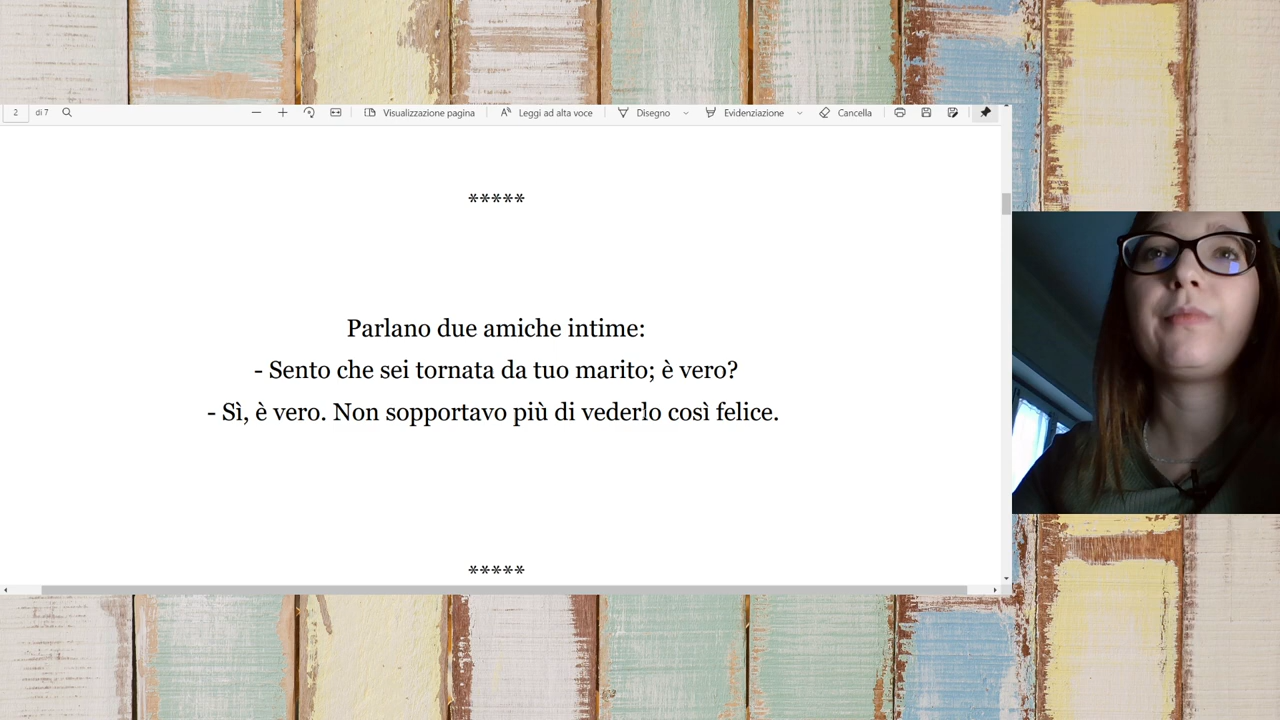 2 di 7 Visualizzazione pagina Leggi ad alta voce Disegno Evidenziazione Cancella
*****
Parlano due amiche intime:
- Sento che sei tornata da tuo marito; è vero?
- Sì, è vero. Non sopportavo più di vederlo così felice.
*****